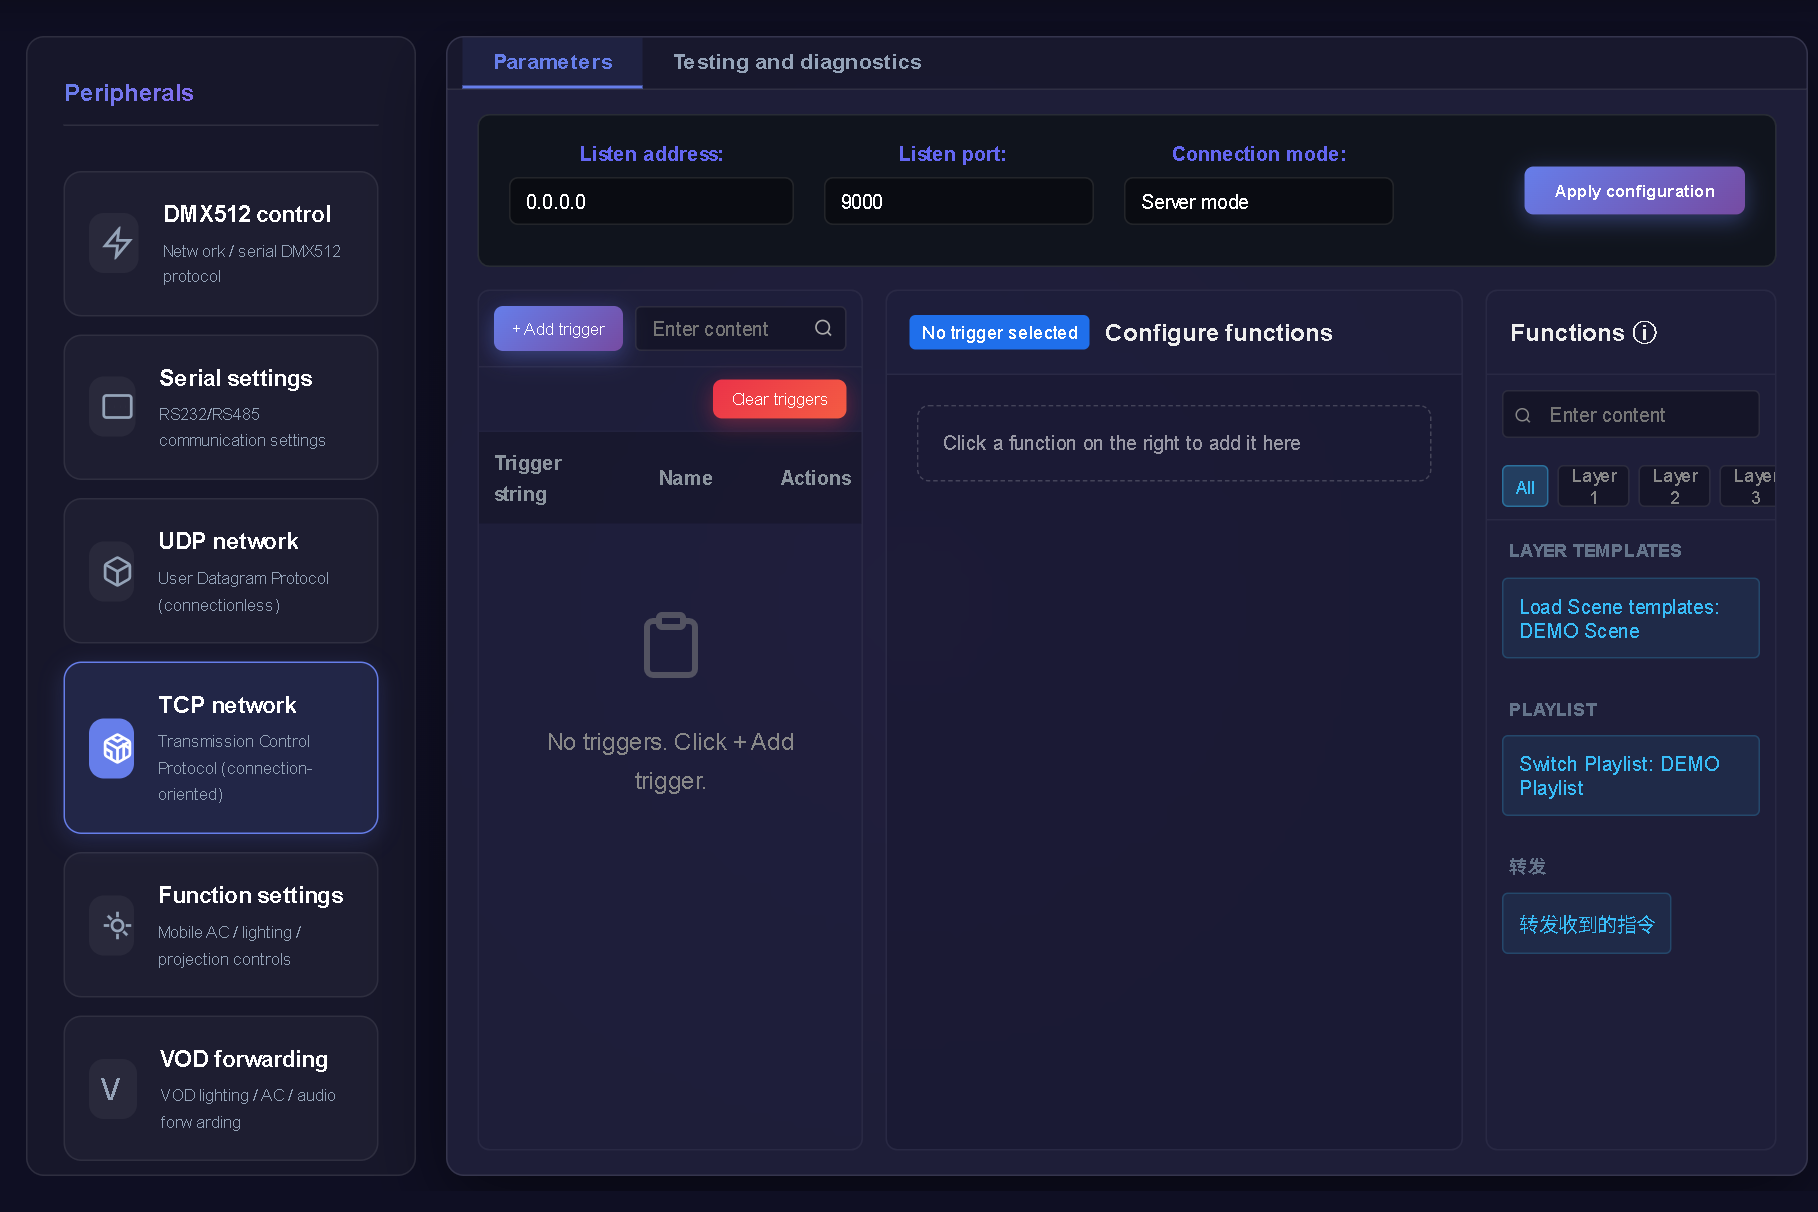 Peripherals
DMX512 control
Network / serial DMX512
protocol
Serial settings
RS232/RS485
communication settings
UDP network
User Datagram Protocol
(connectionless)
TCP network
Transmission Control
Protocol (connection-
oriented)
Function settings
Mobile AC / lighting /
projection controls
V
VOD forwarding
VOD lighting / AC / audio
forwarding
Parameters
Testing and diagnostics
Listen address:
Listen port:
Connection mode:
0.0.0.0
9000
Server mode
Apply configuration
+ Add trigger
Enter content
Clear triggers
Trigger
string
Name
Actions
No triggers. Click + Add
trigger.
No trigger selected
Configure functions
Click a function on the right to add it here
Functions ⓘ
Enter content
All
Layer
1
Layer
2
Layer
3
LAYER TEMPLATES
Load Scene templates:
DEMO Scene
PLAYLIST
Switch Playlist: DEMO
Playlist
转发
转发收到的指令